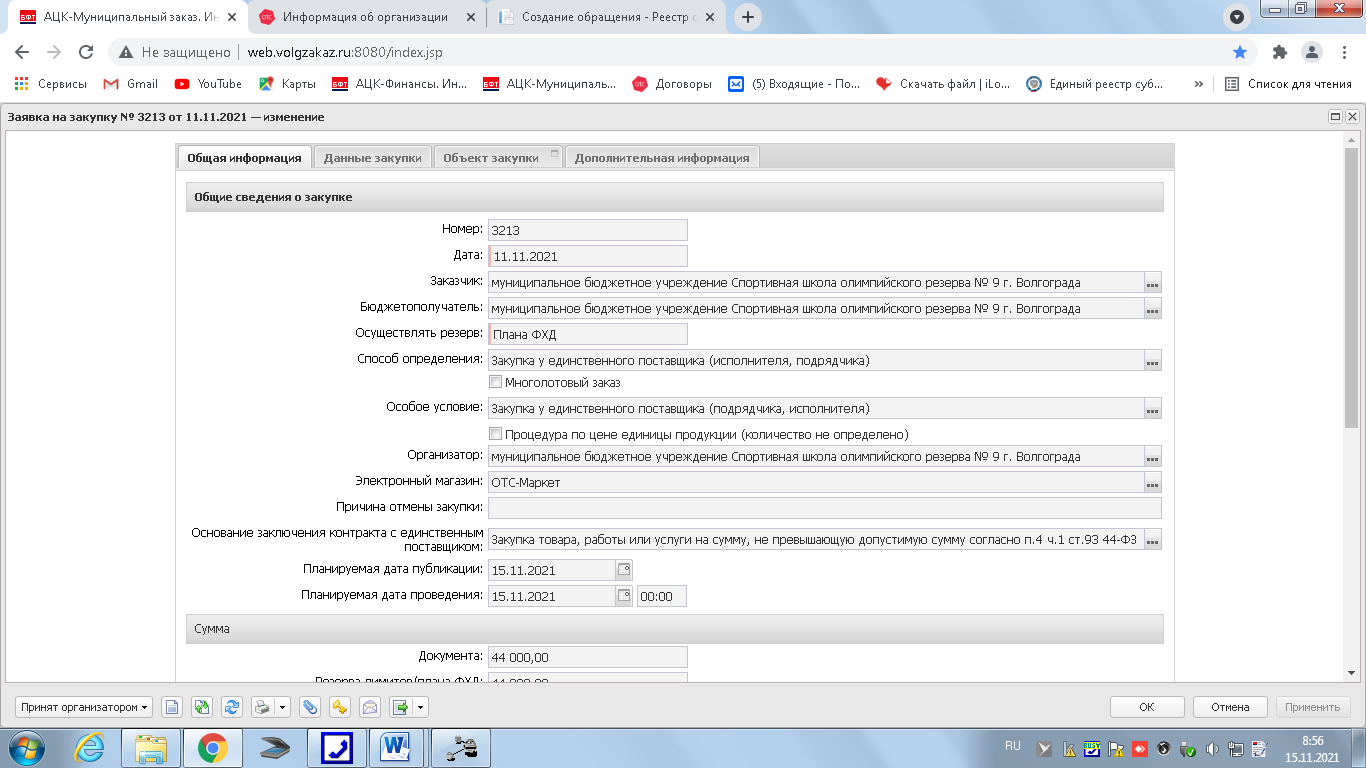 АЦК-Муниципальный заказ. Ин
Информация об организации
Создание обращения - Реестр с
Не защищено | web.volgzakaz.ru:8080/index.jsp
Сервисы Gmail YouTube Карты АЦК-Финансы. Ин... АЦК-Муниципаль... Договоры (5) Входящие - По... Скачать файл | iLo... Единый реестр суб... » Список для чтения
Заявка на закупку № 3213 от 11.11.2021 — изменение
Общая информация Данные закупки Объект закупки Дополнительная информация
Общие сведения о закупке
Номер: 3213
Дата: 11.11.2021
Заказчик: муниципальное бюджетное учреждение Спортивная школа олимпийского резерва № 9 г. Волгограда
Бюджетополучатель: муниципальное бюджетное учреждение Спортивная школа олимпийского резерва № 9 г. Волгограда
Осуществлять резерв: Плана ФХД
Способ определения: Закупка у единственного поставщика (исполнителя, подрядчика)
Многолотовый заказ
Особое условие: Закупка у единственного поставщика (подрядчика, исполнителя)
Процедура по цене единицы продукции (количество не определено)
Организатор: муниципальное бюджетное учреждение Спортивная школа олимпийского резерва № 9 г. Волгограда
Электронный магазин: ОТС-Маркет
Причина отмены закупки:
Основание заключения контракта с единственным
поставщиком: Закупка товара, работы или услуги на сумму, не превышающую допустимую сумму согласно п.4 ч.1 ст.93 44-ФЗ
Планируемая дата публикации: 15.11.2021
Планируемая дата проведения: 15.11.2021 00:00
Сумма
Документа: 44 000,00
Резерва лимитов/плана ФХД: 44 000,00
Принят организатором ОК Отмена Применить
RU 8:56
15.11.2021